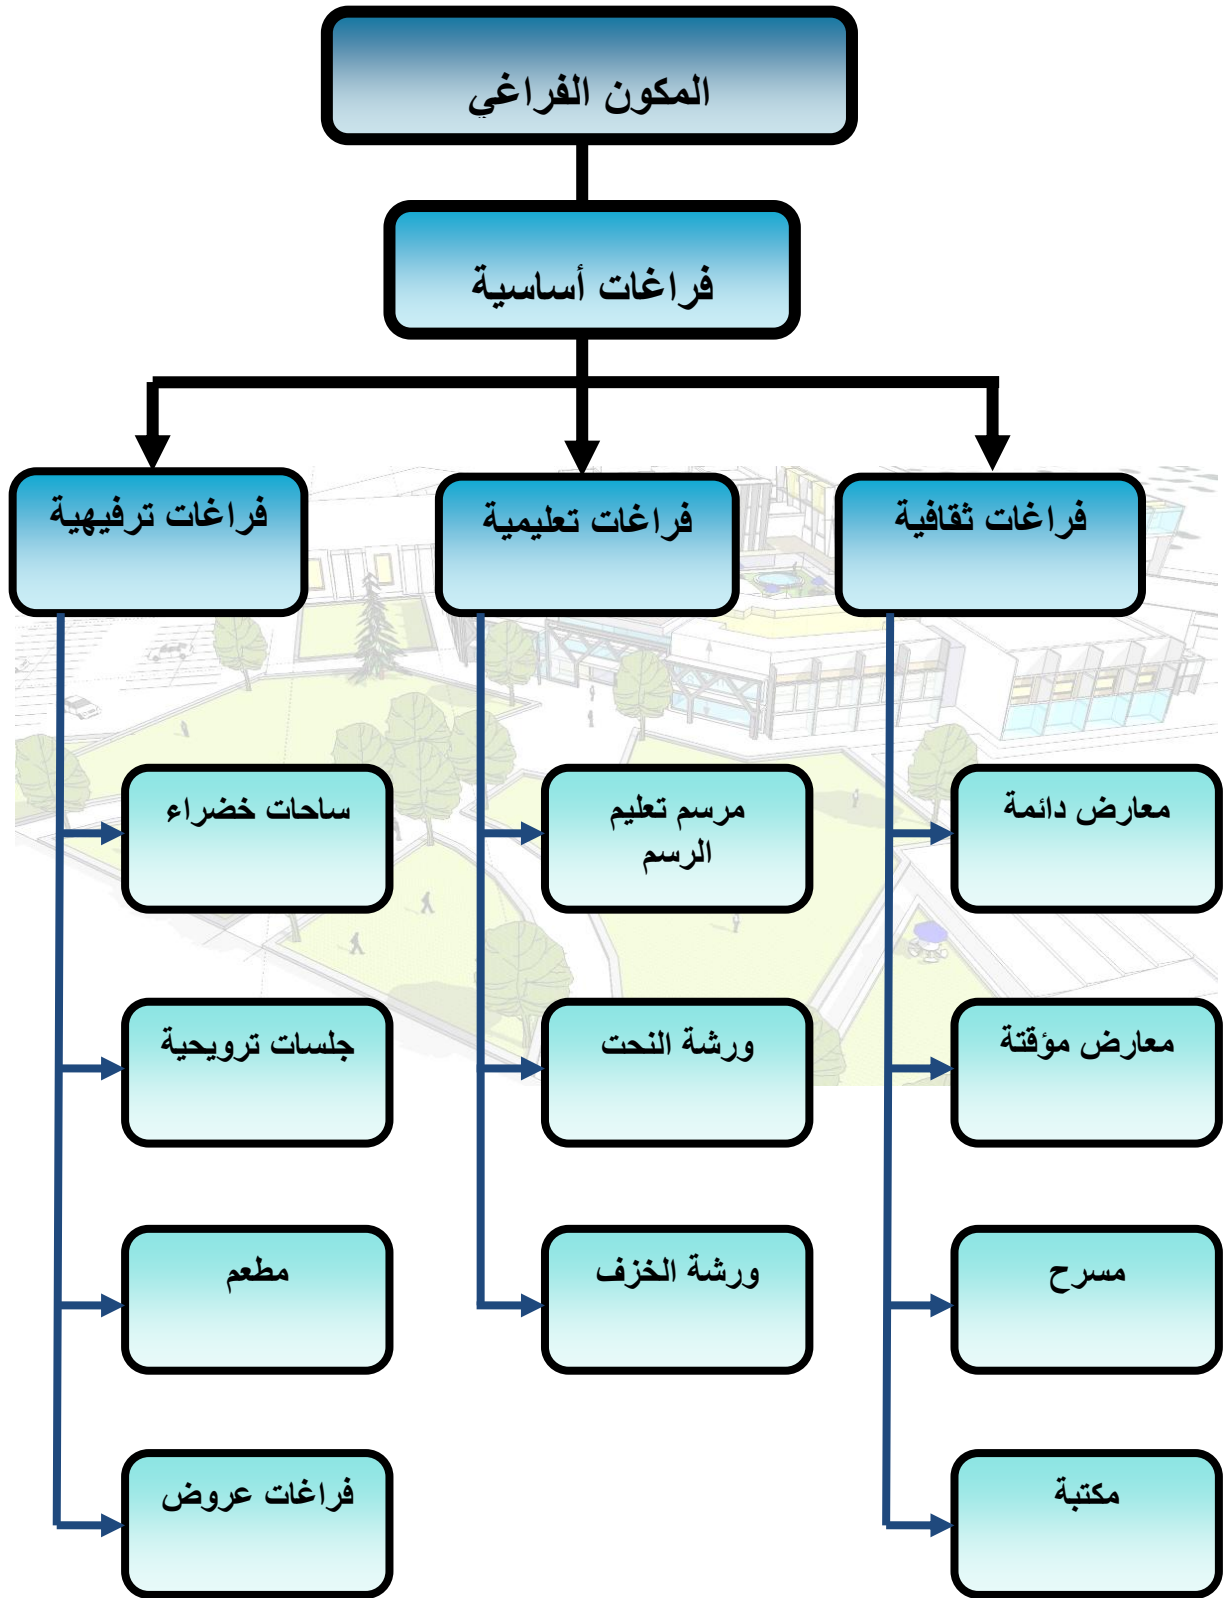 المكون الفراغي
فراغات أساسية
فراغات ثقافية
فراغات تعليمية
فراغات ترفيهية
معارض دائمة
مرسم تعليم
الرسم
ساحات خضراء
معارض مؤقتة
ورشة النحت
جلسات ترويحية
مسرح
ورشة الخزف
مطعم
مكتبة
فراغات عروض